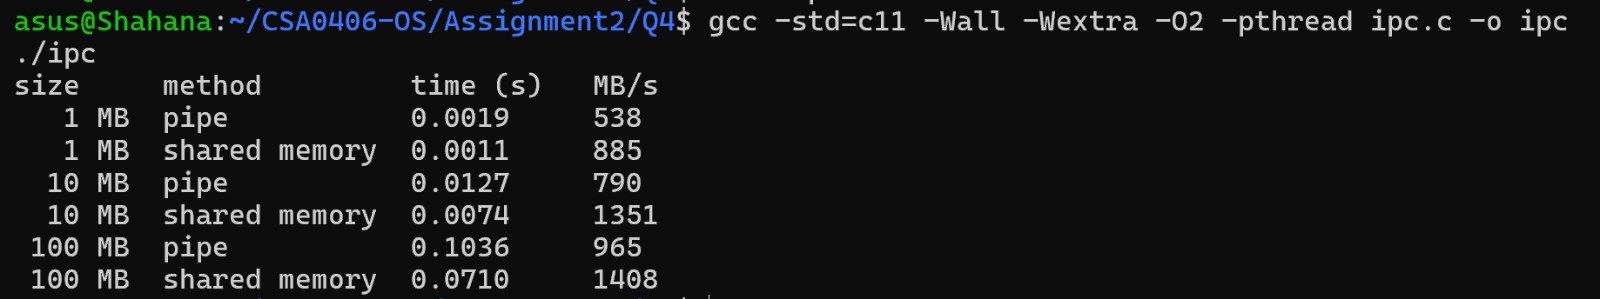 asus@Shahana:~/CSA0406-OS/Assignment2/Q4$ gcc -std=c11 -Wall -Wextra -O2 -pthread ipc.c -o ipc
./ipc
size     method         time (s)   MB/s
   1 MB  pipe           0.0019     538
   1 MB  shared memory  0.0011     885
  10 MB  pipe           0.0127     790
  10 MB  shared memory  0.0074     1351
 100 MB  pipe           0.1036     965
 100 MB  shared memory  0.0710     1408